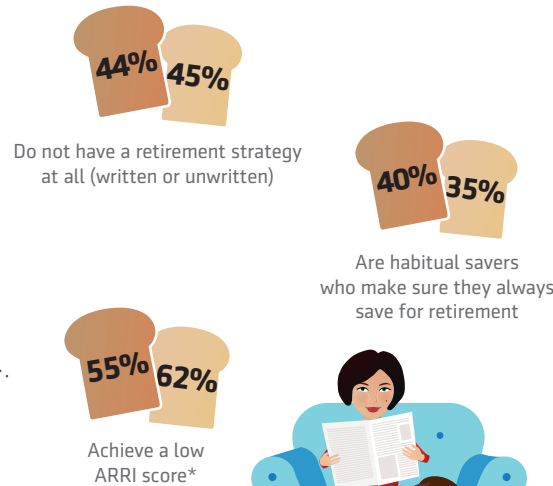 44% 45%
Do not have a retirement strategy
at all (written or unwritten)
40% 35%
Are habitual savers
who make sure they always
save for retirement
55% 62%
Achieve a low
ARRI score*